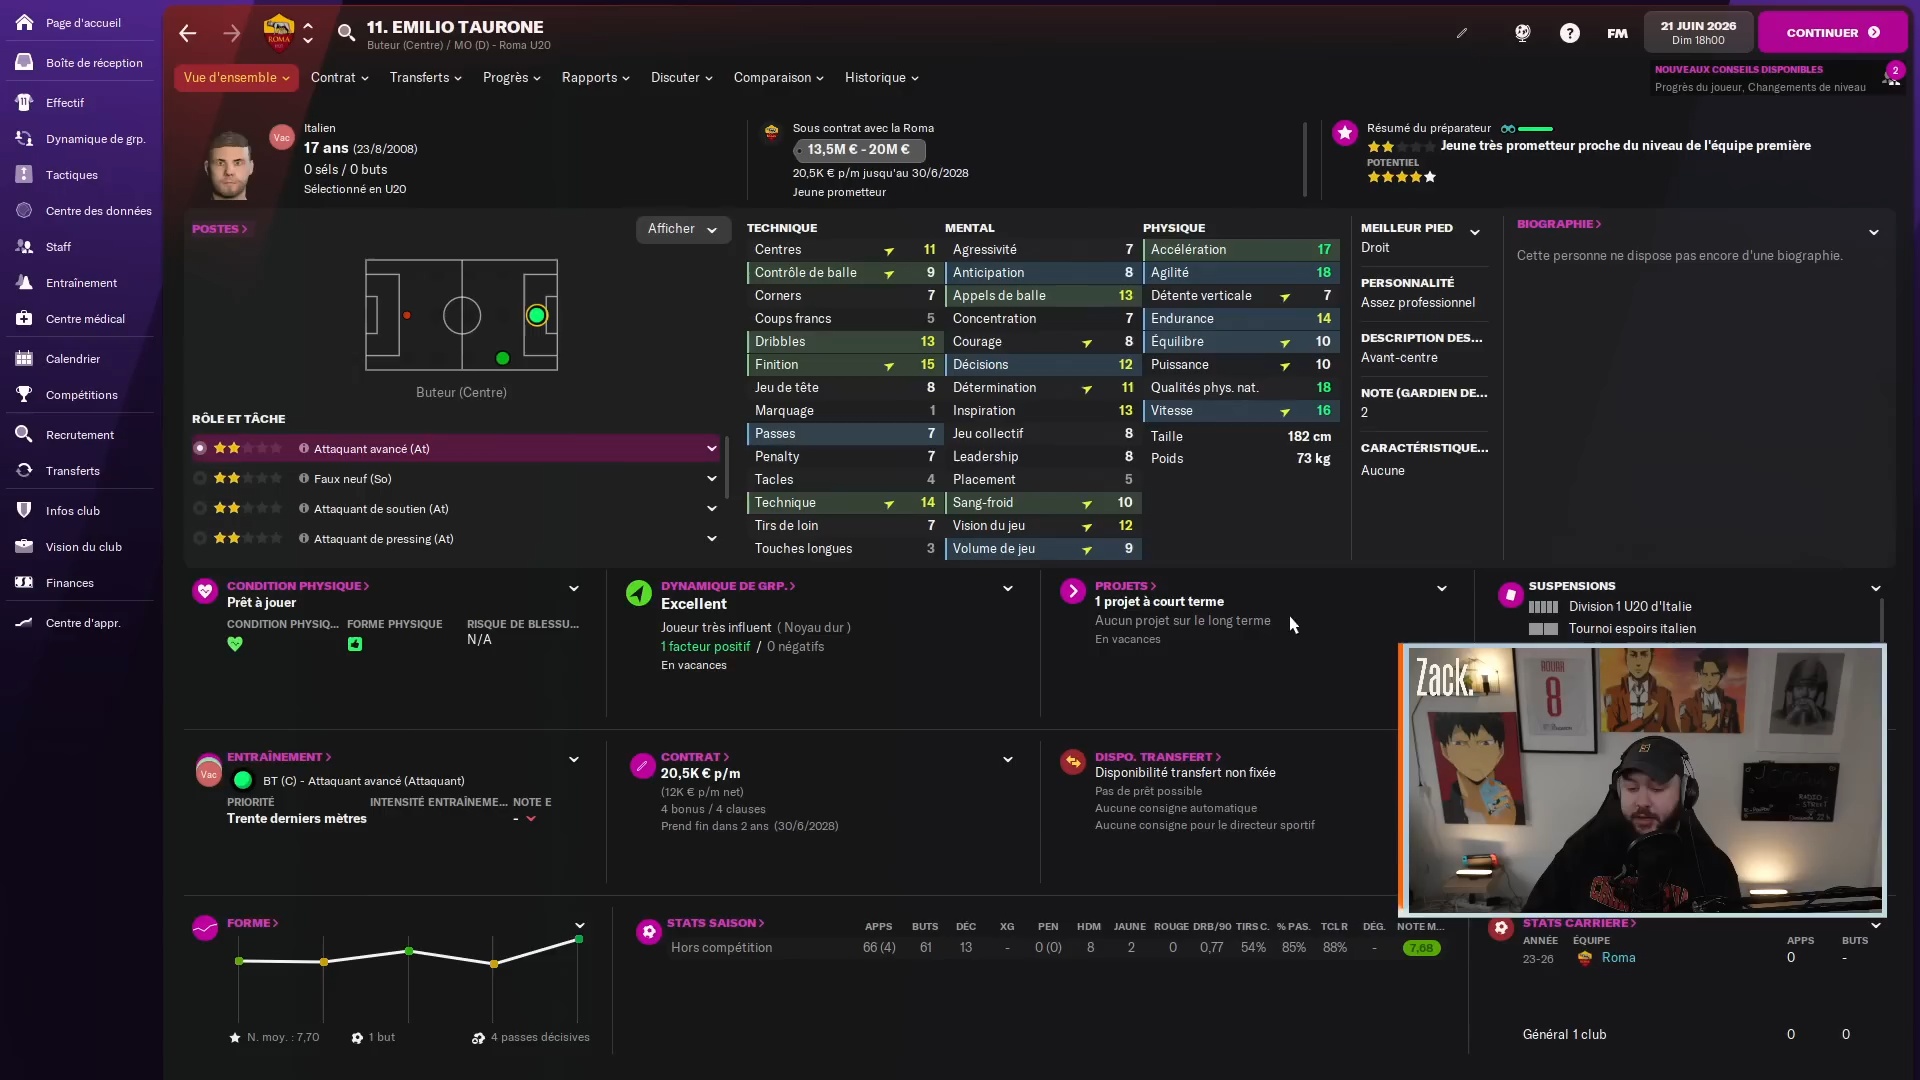 Page d'accueil
Boîte de réception
Effectif
Dynamique de grp.
Tactiques
Centre des données
Staff
Entraînement
Centre médical
Calendrier
Compétitions
Recrutement
Transferts
Infos club
Vision du club
Finances
Centre d'appr.
11. EMILIO TAURONE
Buteur (Centre) / MO (D) - Roma U20
FM
21 JUIN 2026
Dim 18h00
CONTINUER
Vue d'ensemble
Contrat
Transferts
Progrès
Rapports
Discuter
Comparaison
Historique
NOUVEAUX CONSEILS DISPONIBLES
Progrès du joueur, Changements de niveau
2
Vac
Italien
17 ans (23/8/2008)
0 séls / 0 buts
Sélectionné en U20
Sous contrat avec la Roma
13,5M € - 20M €
20,5K € p/m jusqu'au 30/6/2028
Jeune prometteur
Résumé du préparateur
Jeune très prometteur proche du niveau de l'équipe première
POTENTIEL
POSTES >
Afficher
Buteur (Centre)
RÔLE ET TÂCHE
Attaquant avancé (At)
Faux neuf (So)
Attaquant de soutien (At)
Attaquant de pressing (At)
TECHNIQUE
Centres 11
Contrôle de balle 9
Corners 7
Coups francs 5
Dribbles 13
Finition 15
Jeu de tête 8
Marquage 1
Passes 7
Penalty 7
Tacles 4
Technique 14
Tirs de loin 7
Touches longues 3
MENTAL
Agressivité 7
Anticipation 8
Appels de balle 13
Concentration 7
Courage 8
Décisions 12
Détermination 11
Inspiration 13
Jeu collectif 8
Leadership 8
Placement 5
Sang-froid 10
Vision du jeu 12
Volume de jeu 9
PHYSIQUE
Accélération 17
Agilité 18
Détente verticale 7
Endurance 14
Équilibre 10
Puissance 10
Qualités phys. nat. 18
Vitesse 16
Taille 182 cm
Poids 73 kg
MEILLEUR PIED
Droit
PERSONNALITÉ
Assez professionnel
DESCRIPTION DES...
Avant-centre
NOTE (GARDIEN DE...
2
CARACTÉRISTIQUE...
Aucune
BIOGRAPHIE >
Cette personne ne dispose pas encore d'une biographie.
CONDITION PHYSIQUE >
Prêt à jouer
CONDITION PHYSIQ... FORME PHYSIQUE RISQUE DE BLESSU...
N/A
DYNAMIQUE DE GRP. >
Excellent
Joueur très influent ( Noyau dur )
1 facteur positif / 0 négatifs
En vacances
PROJETS >
1 projet à court terme
Aucun projet sur le long terme
En vacances
SUSPENSIONS
Division 1 U20 d'Italie
Tournoi espoirs italien
ENTRAÎNEMENT >
Vac
BT (C) - Attaquant avancé (Attaquant)
PRIORITÉ INTENSITÉ ENTRAÎNEME... NOTE E
Trente derniers mètres -
CONTRAT >
20,5K € p/m
(12K € p/m net)
4 bonus / 4 clauses
Prend fin dans 2 ans (30/6/2028)
DISPO. TRANSFERT >
Disponibilité transfert non fixée
Pas de prêt possible
Aucune consigne automatique
Aucune consigne pour le directeur sportif
Zack.
8
FORME >
N. moy. : 7,70 1 but 4 passes décisives
STATS SAISON >
APPS BUTS DÉC XG PEN HDM JAUNE ROUGE DRB/90 TIRS C. % PAS. TCL R DÉG. NOTE M...
Hors compétition 66 (4) 61 13 - 0 (0) 8 2 0 0,77 54% 85% 88% - 7,68
STATS CARRIÈRE >
ANNÉE ÉQUIPE APPS BUTS
23-26 Roma 0 -
Général 1 club 0 0